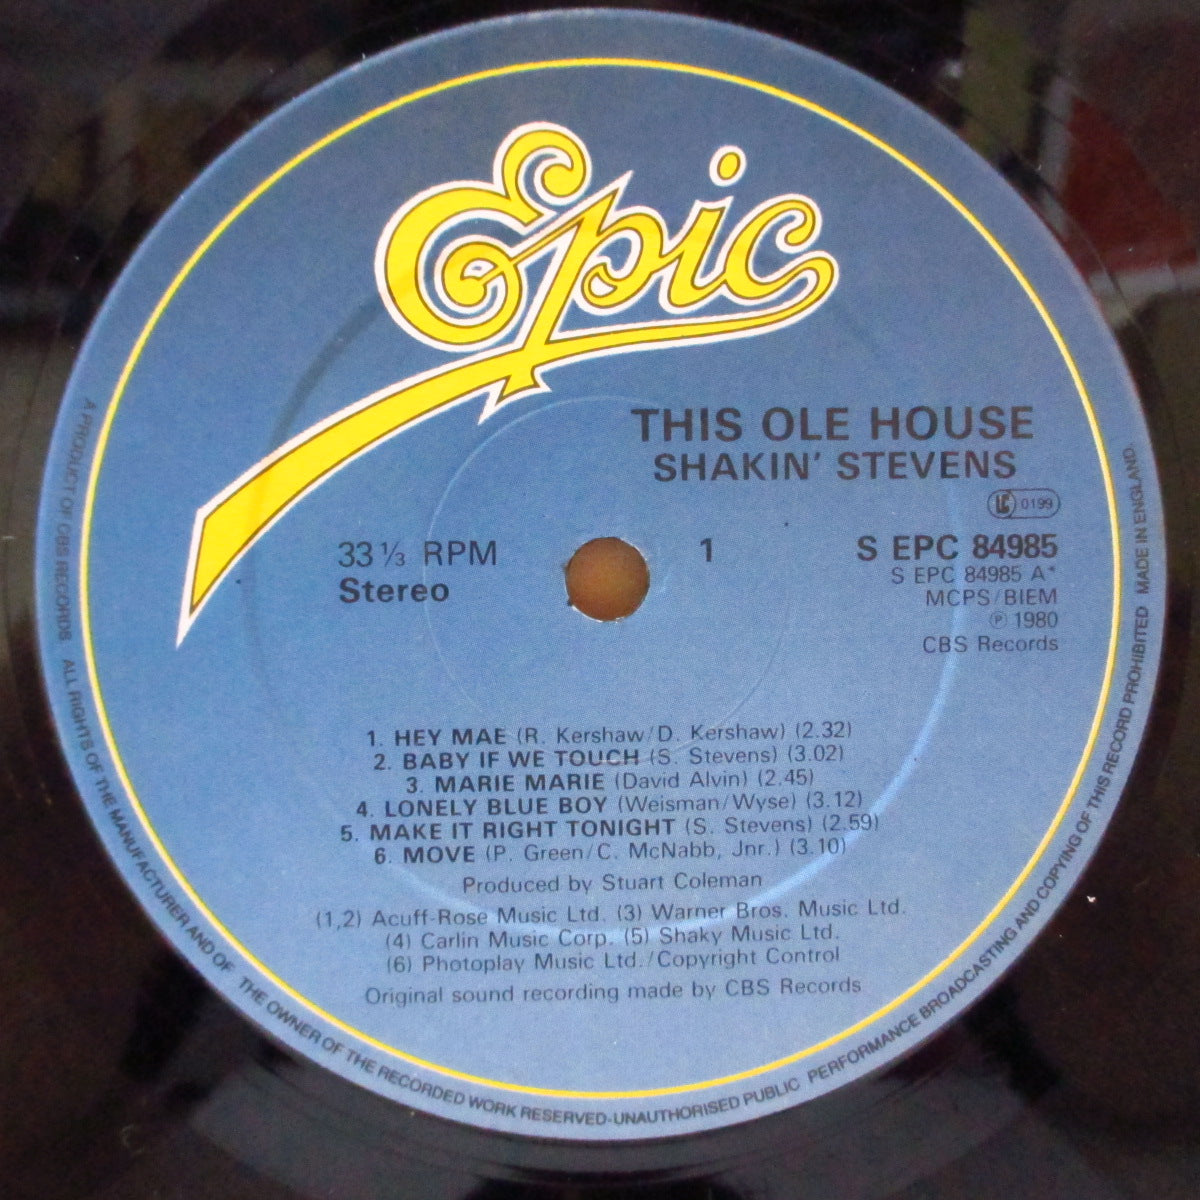 Epic
THIS OLE HOUSE
SHAKIN' STEVENS
LC 0199
33 ⅓ RPM
Stereo
1
S EPC 84985
S EPC 84985 A*
MCPS/BIEM
℗ 1980
CBS Records
1. HEY MAE (R. Kershaw/D. Kershaw) (2.32)
2. BABY IF WE TOUCH (S. Stevens) (3.02)
3. MARIE MARIE (David Alvin) (2.45)
4. LONELY BLUE BOY (Weisman/Wyse) (3.12)
5. MAKE IT RIGHT TONIGHT (S. Stevens) (2.59)
6. MOVE (P. Green/C. McNabb, Jnr.) (3.10)
Produced by Stuart Coleman
(1,2) Acuff-Rose Music Ltd. (3) Warner Bros. Music Ltd.
(4) Carlin Music Corp. (5) Shaky Music Ltd.
(6) Photoplay Music Ltd./Copyright Control
Original sound recording made by CBS Records
A PRODUCT OF CBS RECORDS ALL RIGHTS OF THE MANUFACTURER AND OF THE OWNER OF THE RECORDED WORK RESERVED-UNAUTHORISED PUBLIC PERFORMANCE BROADCASTING AND COPYING OF THIS RECORD PROHIBITED MADE IN ENGLAND.